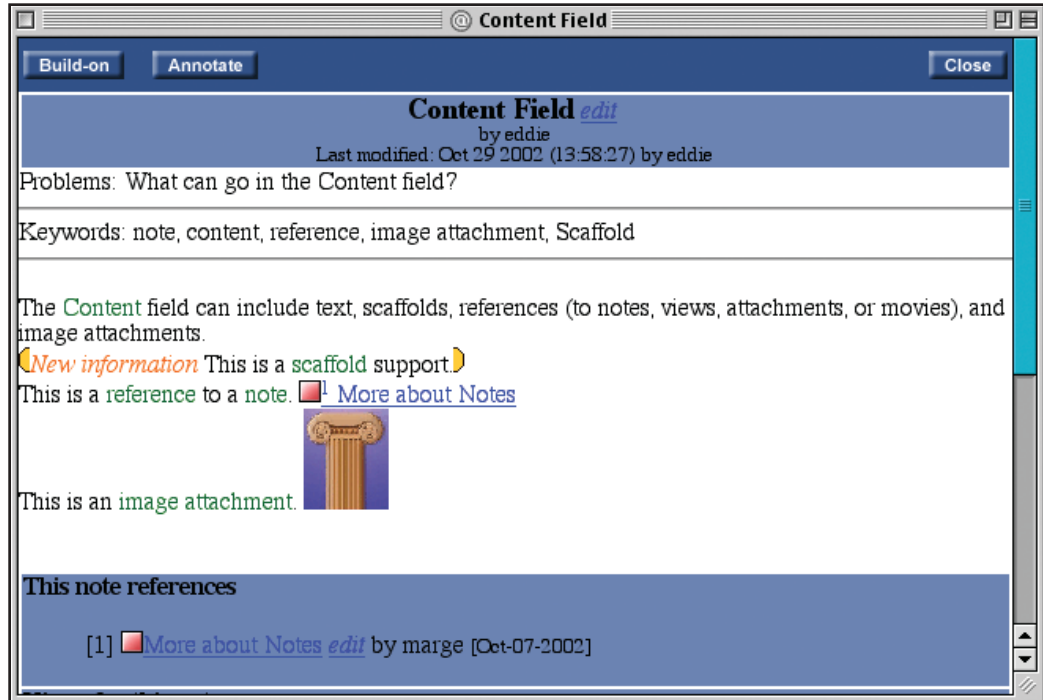 Content Field
Build-on Annotate Close
Content Field edit
by eddie
Last modified: Oct 29 2002 (13:58:27) by eddie
Problems: What can go in the Content field?
Keywords: note, content, reference, image attachment, Scaffold
The Content field can include text, scaffolds, references (to notes, views, attachments, or movies), and
image attachments.
New information This is a scaffold support.
This is a reference to a note. 1 More about Notes
This is an image attachment.
This note references
[1] More about Notes edit by marge [Oct-07-2002]